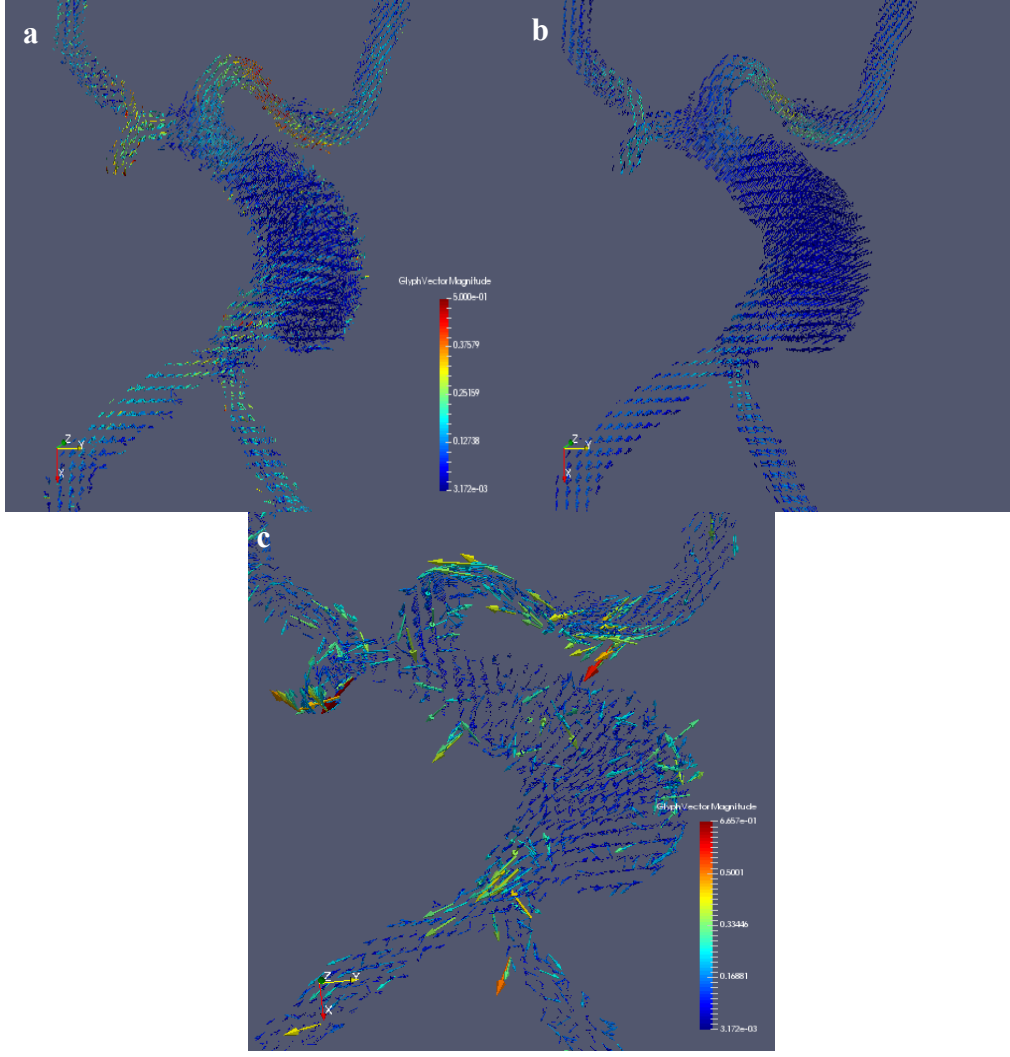 a
b
GlyphVectorMagnitude
5.000e-01
0.37579
0.25159
0.12738
3.172e-03
Z
Y
X
Z
Y
X
c
GlyphVectorMagnitude
6.657e-01
0.5001
0.33446
0.16881
3.172e-03
Z
Y
X